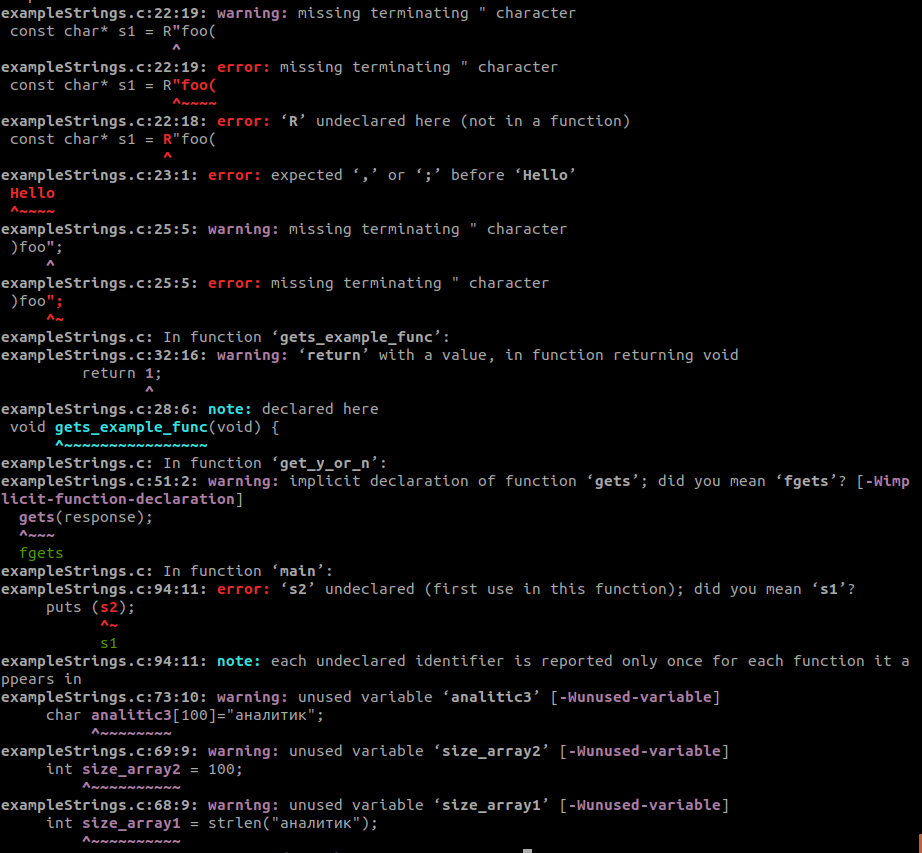 exampleStrings.c:22:19: warning: missing terminating " character
 const char* s1 = R"foo(
                   ^
exampleStrings.c:22:19: error: missing terminating " character
 const char* s1 = R"foo(
                   ^~~~~
exampleStrings.c:22:18: error: ‘R’ undeclared here (not in a function)
 const char* s1 = R"foo(
                  ^
exampleStrings.c:23:1: error: expected ‘,’ or ‘;’ before ‘Hello’
 Hello
 ^~~~~
exampleStrings.c:25:5: warning: missing terminating " character
 )foo";
     ^
exampleStrings.c:25:5: error: missing terminating " character
 )foo";
     ^~
exampleStrings.c: In function ‘gets_example_func’:
exampleStrings.c:32:16: warning: ‘return’ with a value, in function returning void
         return 1;
                ^
exampleStrings.c:28:6: note: declared here
 void gets_example_func(void) {
      ^~~~~~~~~~~~~~~~~
exampleStrings.c: In function ‘get_y_or_n’:
exampleStrings.c:51:2: warning: implicit declaration of function ‘gets’; did you mean ‘fgets’? [-Wimp
licit-function-declaration]
  gets(response);
  ^~~~
  fgets
exampleStrings.c: In function ‘main’:
exampleStrings.c:94:11: error: ‘s2’ undeclared (first use in this function); did you mean ‘s1’?
     puts (s2);
           ^~
           s1
exampleStrings.c:94:11: note: each undeclared identifier is reported only once for each function it a
ppears in
exampleStrings.c:73:10: warning: unused variable ‘analitic3’ [-Wunused-variable]
     char analitic3[100]="аналитик";
          ^~~~~~~~~
exampleStrings.c:69:9: warning: unused variable ‘size_array2’ [-Wunused-variable]
     int size_array2 = 100;
         ^~~~~~~~~~~
exampleStrings.c:68:9: warning: unused variable ‘size_array1’ [-Wunused-variable]
     int size_array1 = strlen("аналитик");
         ^~~~~~~~~~~